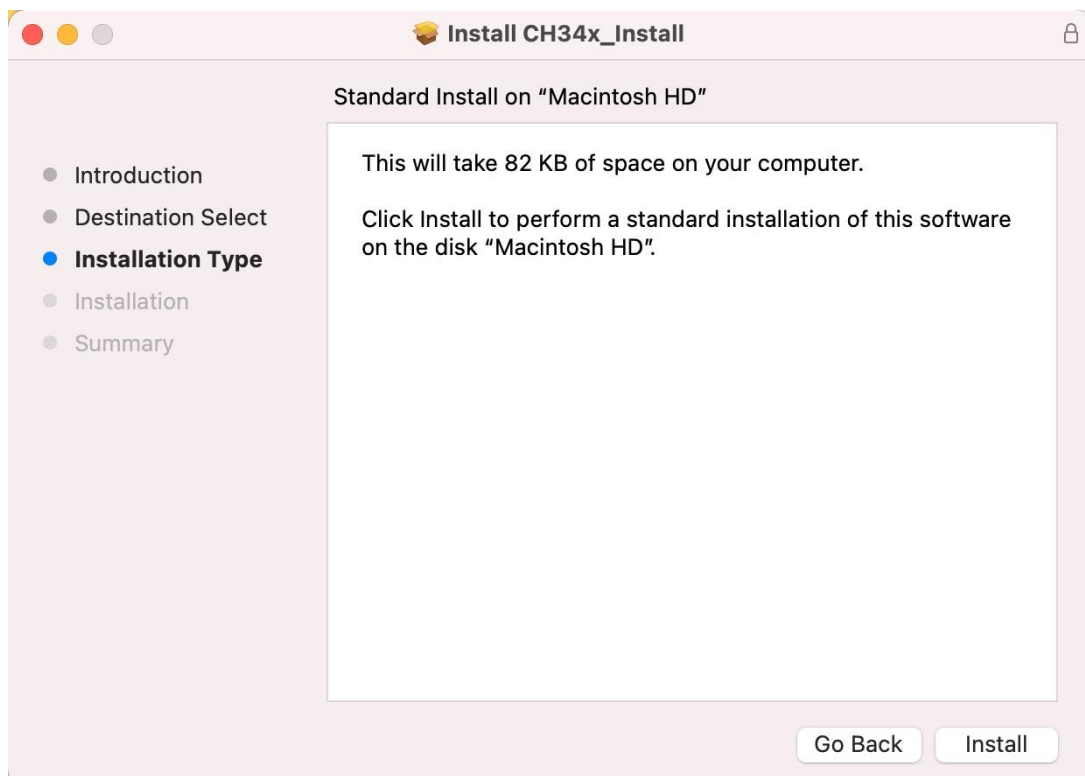 Install CH34x_Install
Standard Install on “Macintosh HD”
Introduction
Destination Select
Installation Type
Installation
Summary
This will take 82 KB of space on your computer.
Click Install to perform a standard installation of this software
on the disk “Macintosh HD”.
Go Back
Install